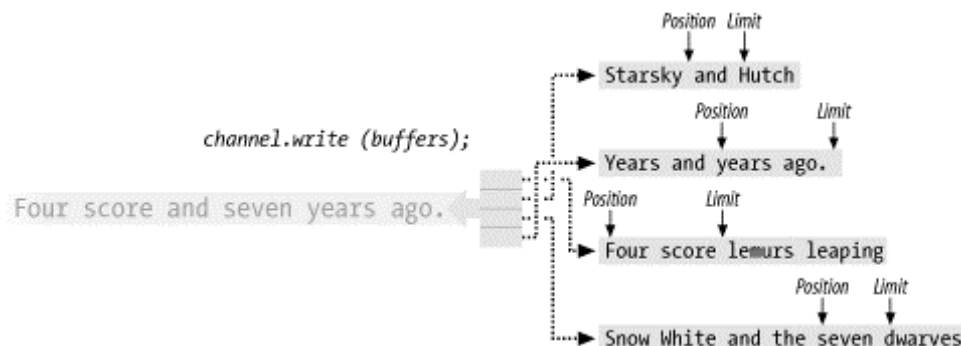 Position Limit
Starsky and Hutch
Position Limit
channel.write (buffers);
Years and years ago.
Four score and seven years ago.
Position Limit
Four score lemurs leaping
Position Limit
Snow White and the seven dwarves